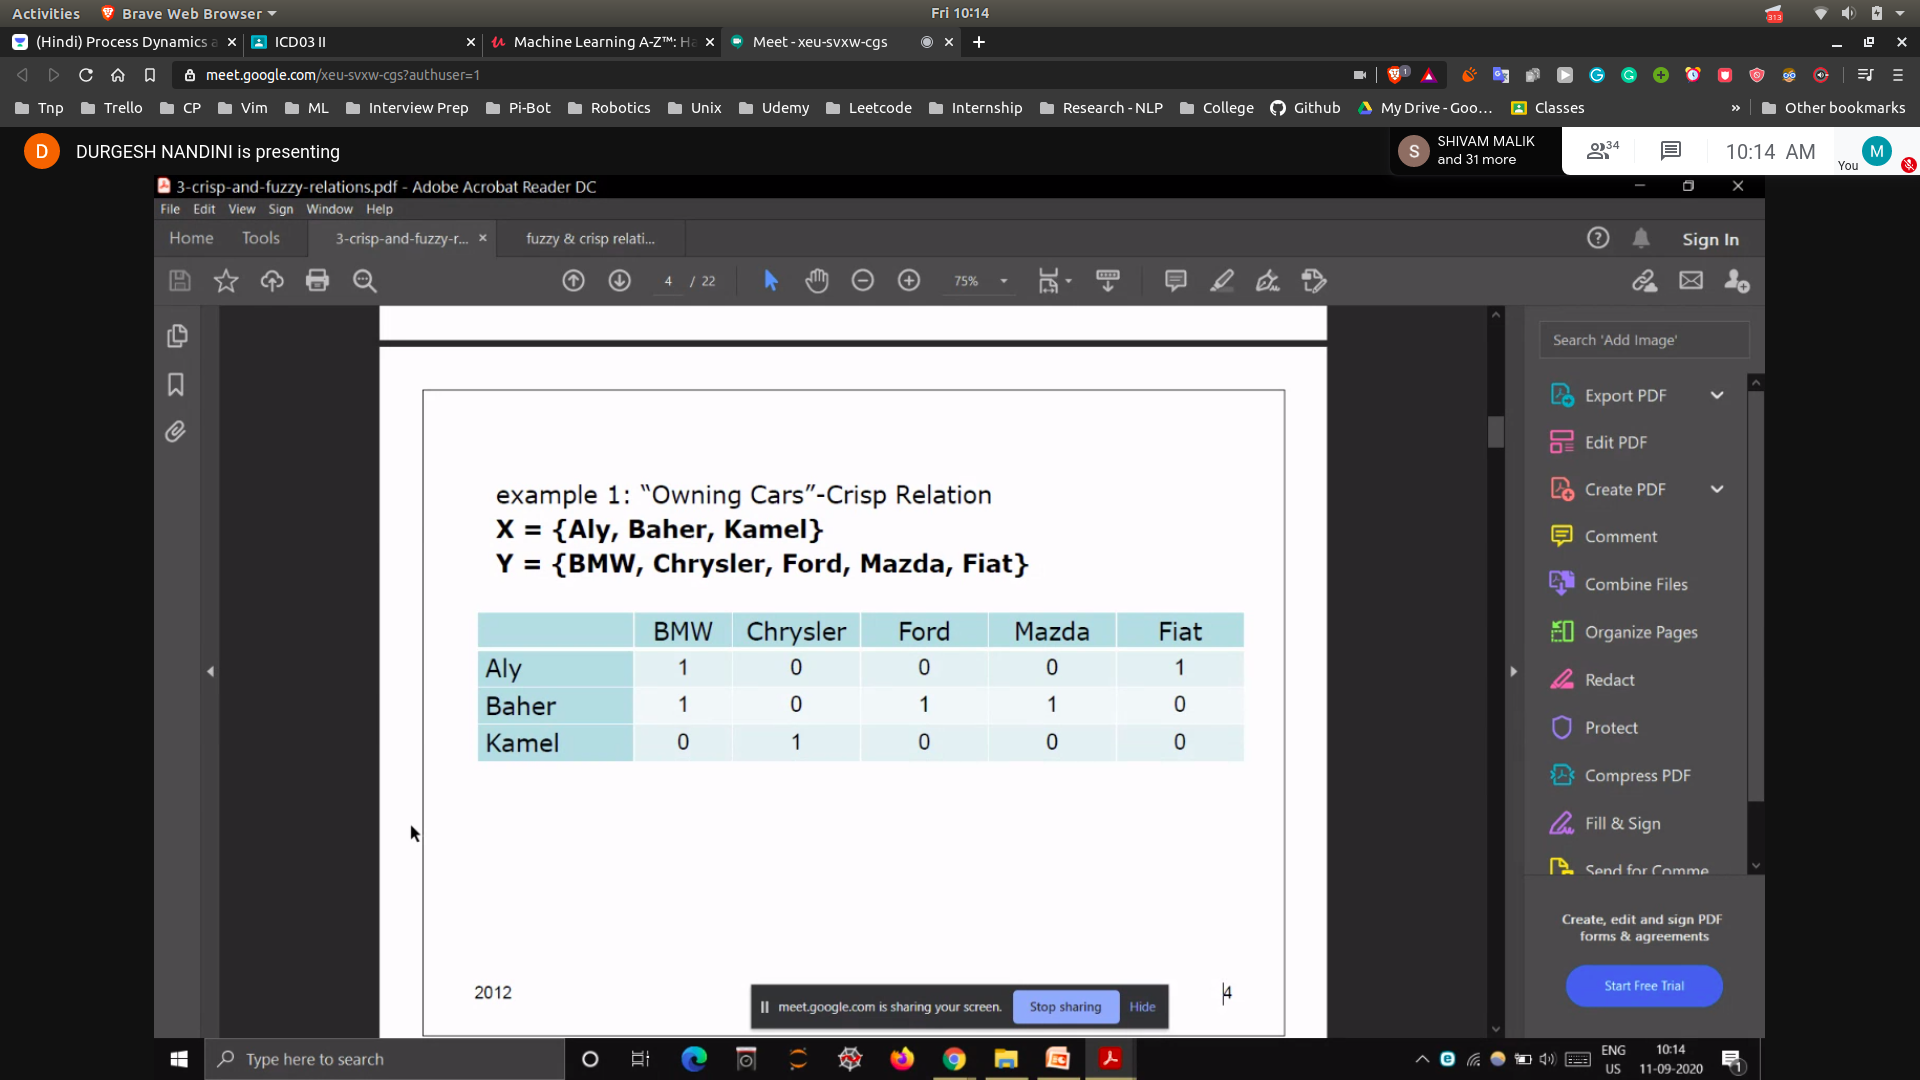 Activities Brave Web Browser Fri 10:14 313
(Hindi) Process Dynamics a ICD03 II Machine Learning A-Z™: Ha Meet - xeu-svxw-cgs
meet.google.com/xeu-svxw-cgs?authuser=1 1
Tnp Trello CP Vim ML Interview Prep Pi-Bot Robotics Unix Udemy Leetcode Internship Research - NLP College Github My Drive - Goo... Classes » Other bookmarks
D DURGESH NANDINI is presenting
S SHIVAM MALIK
and 31 more
34 10:14 AM You M
3-crisp-and-fuzzy-relations.pdf - Adobe Acrobat Reader DC
File Edit View Sign Window Help
Home Tools 3-crisp-and-fuzzy-r... fuzzy & crisp relati... Sign In
4 / 22 75%
Search 'Add Image'
Export PDF
Edit PDF
Create PDF
Comment
Combine Files
Organize Pages
Redact
Protect
Compress PDF
Fill & Sign
Send for Comme
Create, edit and sign PDF
forms & agreements
Start Free Trial
example 1: “Owning Cars”-Crisp Relation
X = {Aly, Baher, Kamel}
Y = {BMW, Chrysler, Ford, Mazda, Fiat}
BMW Chrysler Ford Mazda Fiat
Aly 1 0 0 0 1
Baher 1 0 1 1 0
Kamel 0 1 0 0 0
2012 4
meet.google.com is sharing your screen. Stop sharing Hide
Type here to search
ENG
US
10:14
11-09-2020
1